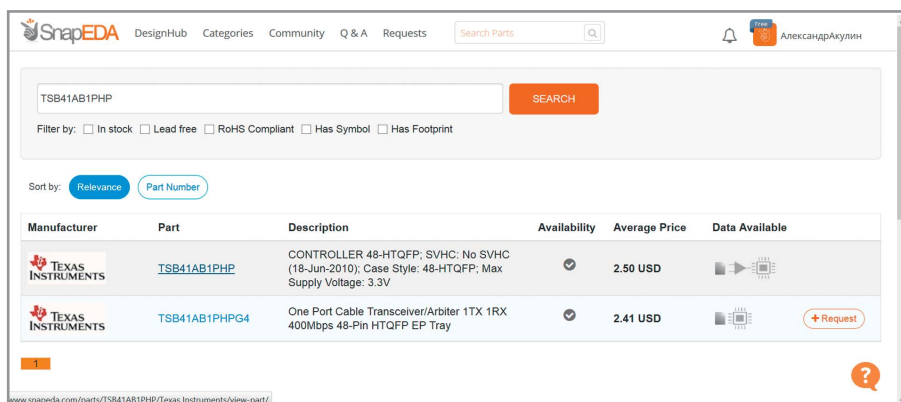 SnapEDA DesignHub Categories Community Q & A Requests Search Parts Free АлександрАкулин
TSB41AB1PHP SEARCH
Filter by: In stock Lead free RoHS Compliant Has Symbol Has Footprint
Sort by: Relevance Part Number
Manufacturer Part Description Availability Average Price Data Available
TEXAS INSTRUMENTS TSB41AB1PHP CONTROLLER 48-HTQFP; SVHC: No SVHC
(18-Jun-2010); Case Style: 48-HTQFP; Max
Supply Voltage: 3.3V
2.50 USD
TEXAS INSTRUMENTS TSB41AB1PHPG4 One Port Cable Transceiver/Arbiter 1TX 1RX
400Mbps 48-Pin HTQFP EP Tray
2.41 USD +Request
1
?
www.snapeda.com/parts/TSB41AB1PHP/Texas Instruments/view-part/